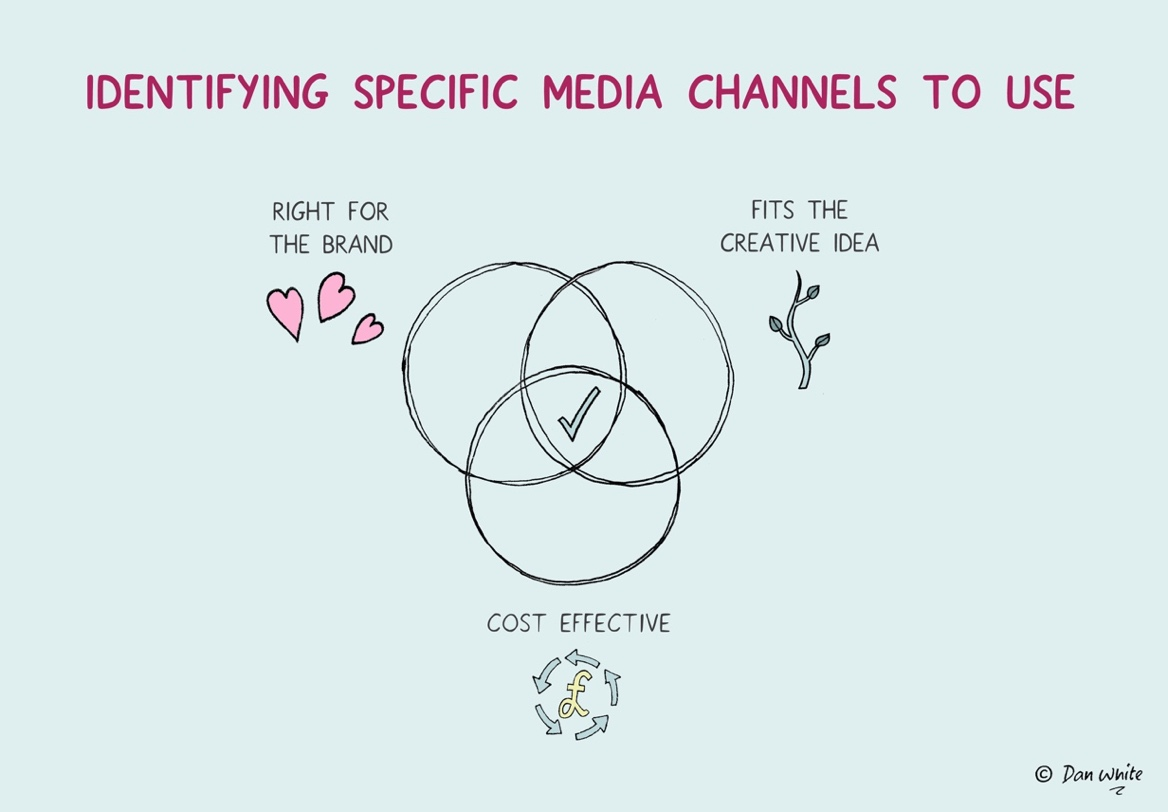 IDENTIFYING SPECIFIC MEDIA CHANNELS TO USE
RIGHT FOR
THE BRAND
FITS THE
CREATIVE IDEA
COST EFFECTIVE
£
© Dan White